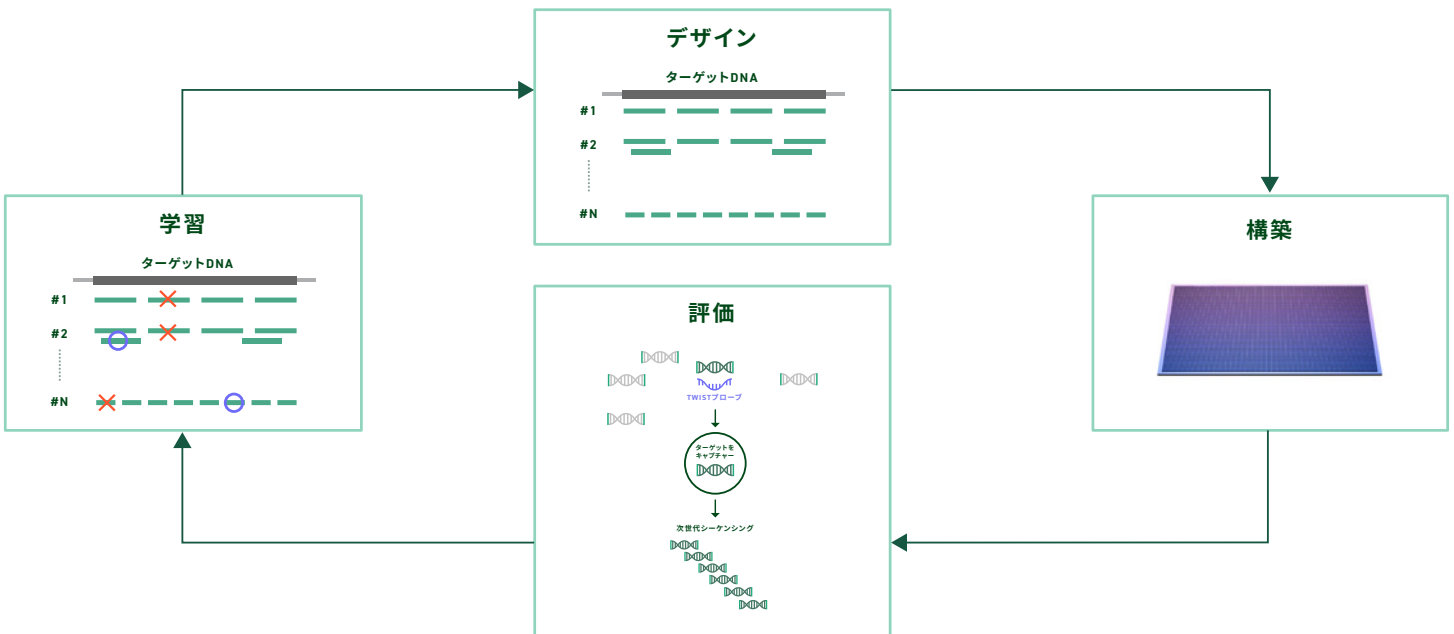 デザイン
ターゲットDNA
#1
#2
#N
学習
ターゲットDNA
#1
#2
#N
構築
評価
TWISTプローブ
ターゲットを
キャプチャー
次世代シーケンシング